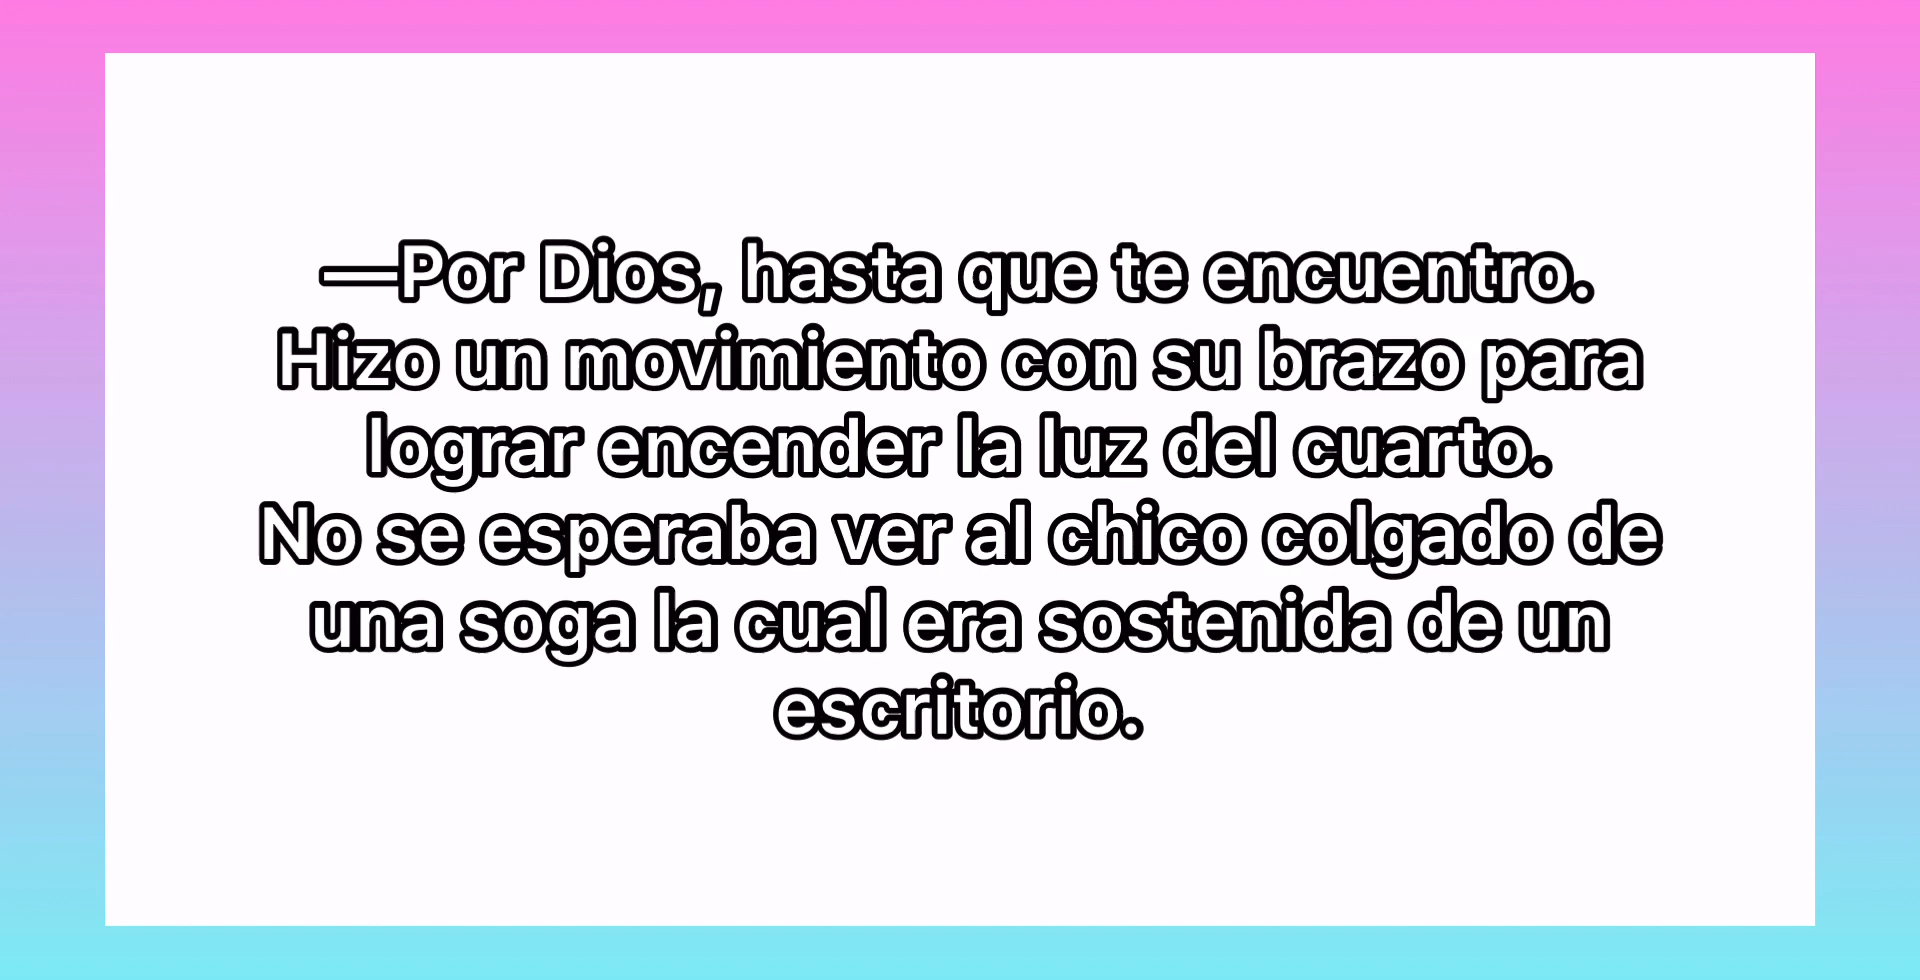 —Por Dios, hasta que te encuentro.
Hizo un movimiento con su brazo para
lograr encender la luz del cuarto.
No se esperaba ver al chico colgado de
una soga la cual era sostenida de un
escritorio.